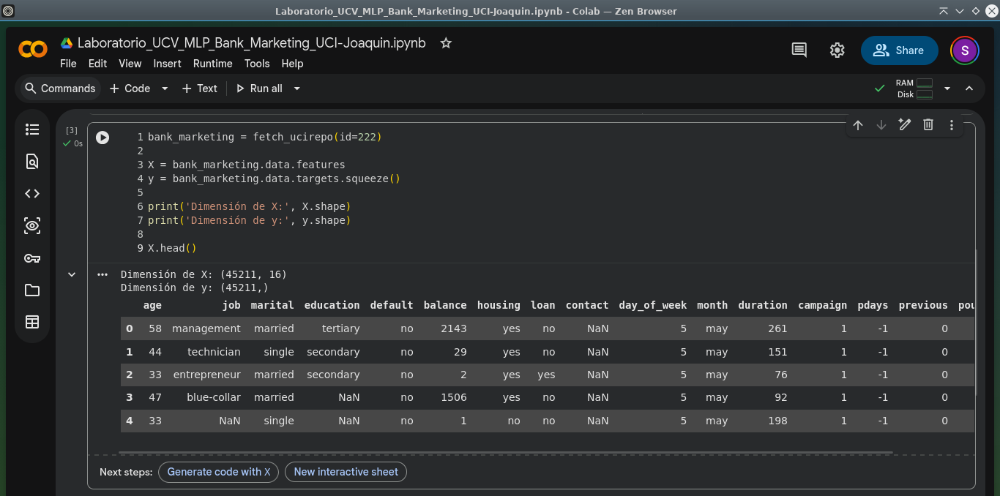 Laboratorio_UCV_MLP_Bank_Marketing_UCI-Joaquin.ipynb - Colab — Zen Browser
Laboratorio_UCV_MLP_Bank_Marketing_UCI-Joaquin.ipynb
File Edit View Insert Runtime Tools Help
Share
S
Commands + Code + Text Run all
RAM
Disk
[3]
0s
1 bank_marketing = fetch_ucirepo(id=222)
2
3 X = bank_marketing.data.features
4 y = bank_marketing.data.targets.squeeze()
5
6 print('Dimensión de X:', X.shape)
7 print('Dimensión de y:', y.shape)
8
9 X.head()
Dimensión de X: (45211, 16)
Dimensión de y: (45211,)
age job marital education default balance housing loan contact day_of_week month duration campaign pdays previous pou
0 58 management married tertiary no 2143 yes no NaN 5 may 261 1 -1 0
1 44 technician single secondary no 29 yes no NaN 5 may 151 1 -1 0
2 33 entrepreneur married secondary no 2 yes yes NaN 5 may 76 1 -1 0
3 47 blue-collar married NaN no 1506 yes no NaN 5 may 92 1 -1 0
4 33 NaN single NaN no 1 no no NaN 5 may 198 1 -1 0
Next steps: Generate code with X New interactive sheet